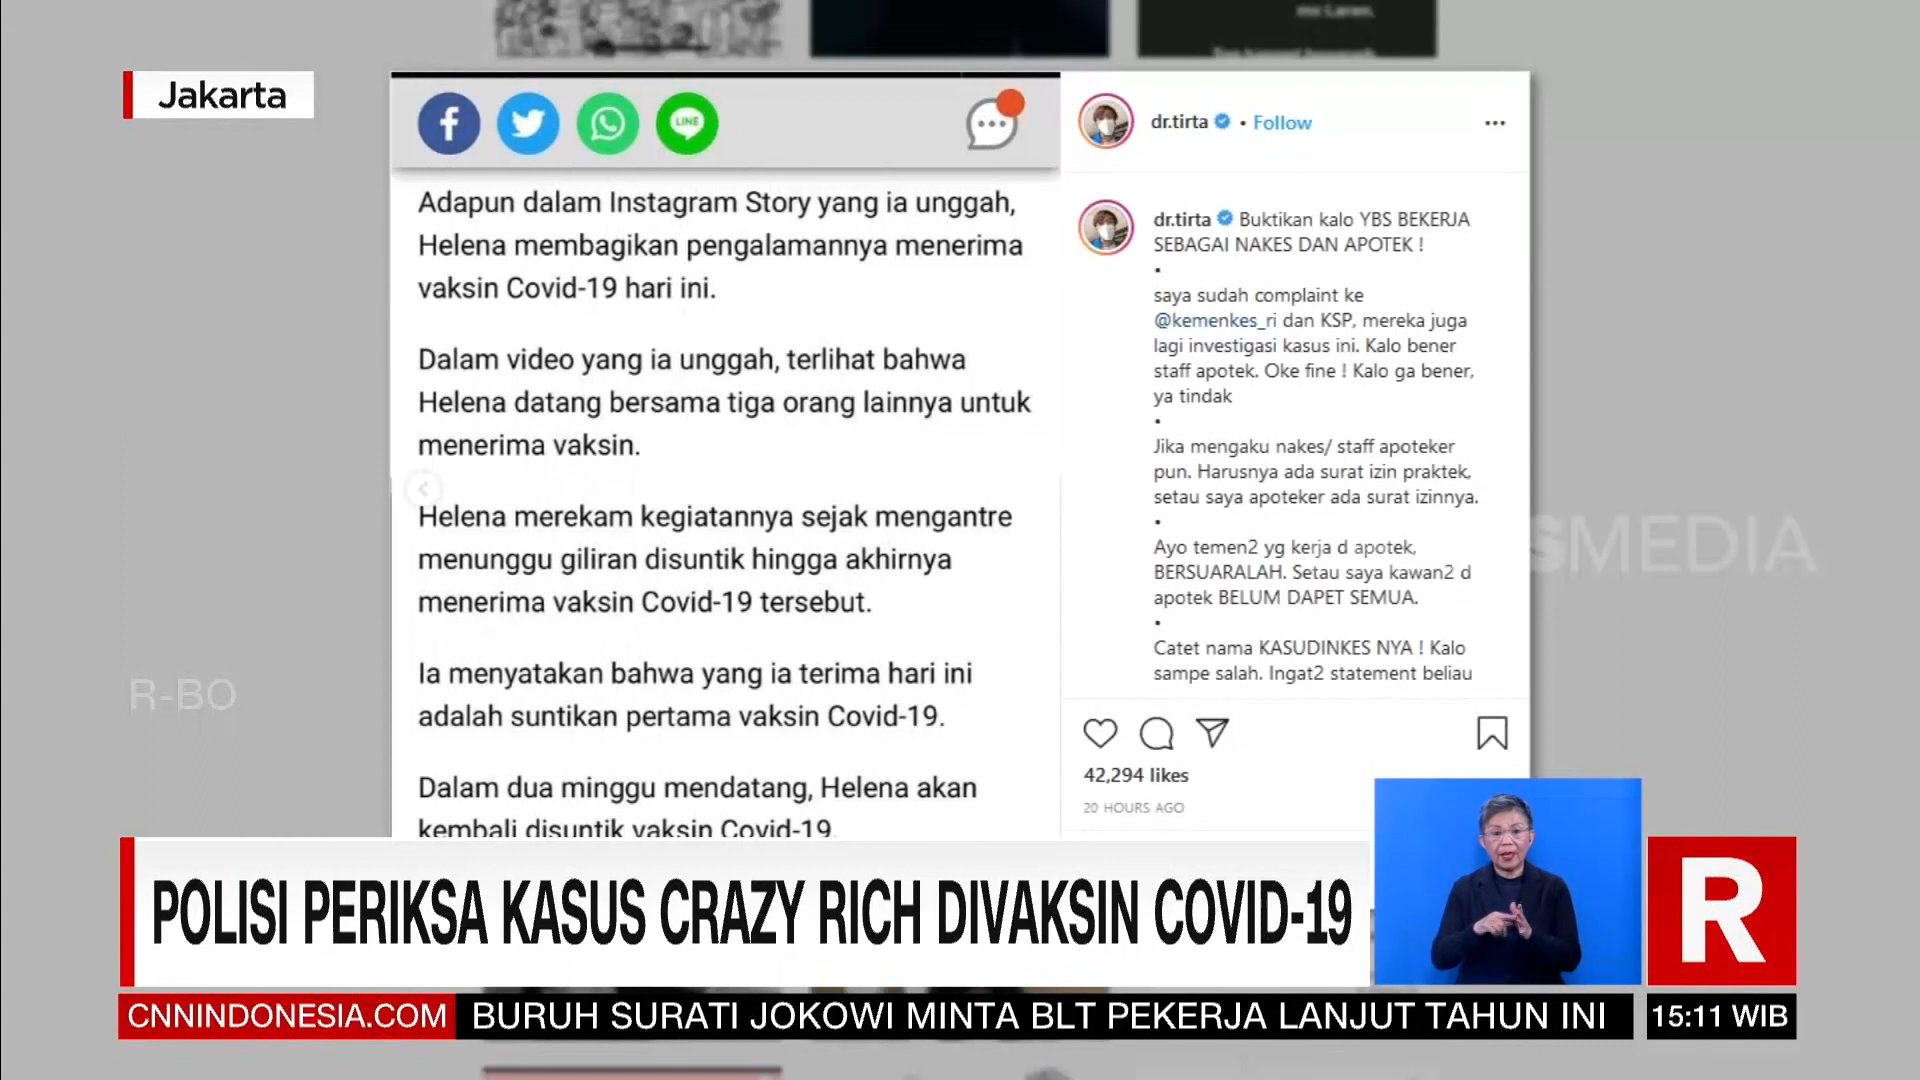 Jakarta
LINE
Adapun dalam Instagram Story yang ia unggah,
Helena membagikan pengalamannya menerima
vaksin Covid-19 hari ini.
Dalam video yang ia unggah, terlihat bahwa
Helena datang bersama tiga orang lainnya untuk
menerima vaksin.
Helena merekam kegiatannya sejak mengantre
menunggu giliran disuntik hingga akhirnya
menerima vaksin Covid-19 tersebut.
Ia menyatakan bahwa yang ia terima hari ini
adalah suntikan pertama vaksin Covid-19.
Dalam dua minggu mendatang, Helena akan
kembali disuntik vaksin Covid-19.
dr.tirta • Follow
dr.tirta Buktikan kalo YBS BEKERJA
SEBAGAI NAKES DAN APOTEK !
•
saya sudah complaint ke
@kemenkes_ri dan KSP, mereka juga
lagi investigasi kasus ini. Kalo bener
staff apotek. Oke fine ! Kalo ga bener,
ya tindak
•
Jika mengaku nakes/ staff apoteker
pun. Harusnya ada surat izin praktek,
setau saya apoteker ada surat izinnya.
•
Ayo temen2 yg kerja d apotek,
BERSUARALAH. Setau saya kawan2 d
apotek BELUM DAPET SEMUA.
•
Catet nama KASUDINKES NYA ! Kalo
sampe salah. Ingat2 statement beliau
42,294 likes
20 HOURS AGO
SMEDIA
R-BO
POLISI PERIKSA KASUS CRAZY RICH DIVAKSIN COVID-19
R
CNNINDONESIA.COM BURUH SURATI JOKOWI MINTA BLT PEKERJA LANJUT TAHUN INI 15:11 WIB